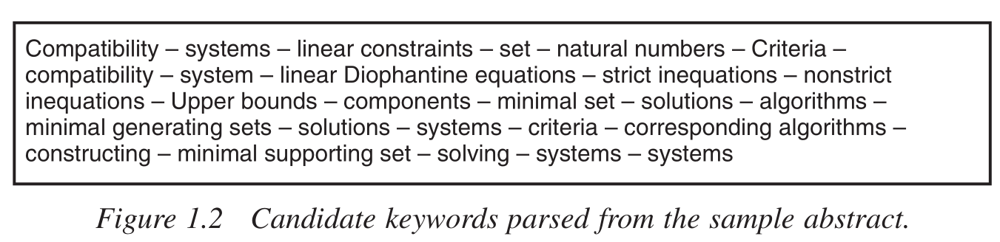 Compatibility – systems – linear constraints – set – natural numbers – Criteria –
compatibility – system – linear Diophantine equations – strict inequations – nonstrict
inequations – Upper bounds – components – minimal set – solutions – algorithms –
minimal generating sets – solutions – systems – criteria – corresponding algorithms –
constructing – minimal supporting set – solving – systems – systems
Figure 1.2 Candidate keywords parsed from the sample abstract.